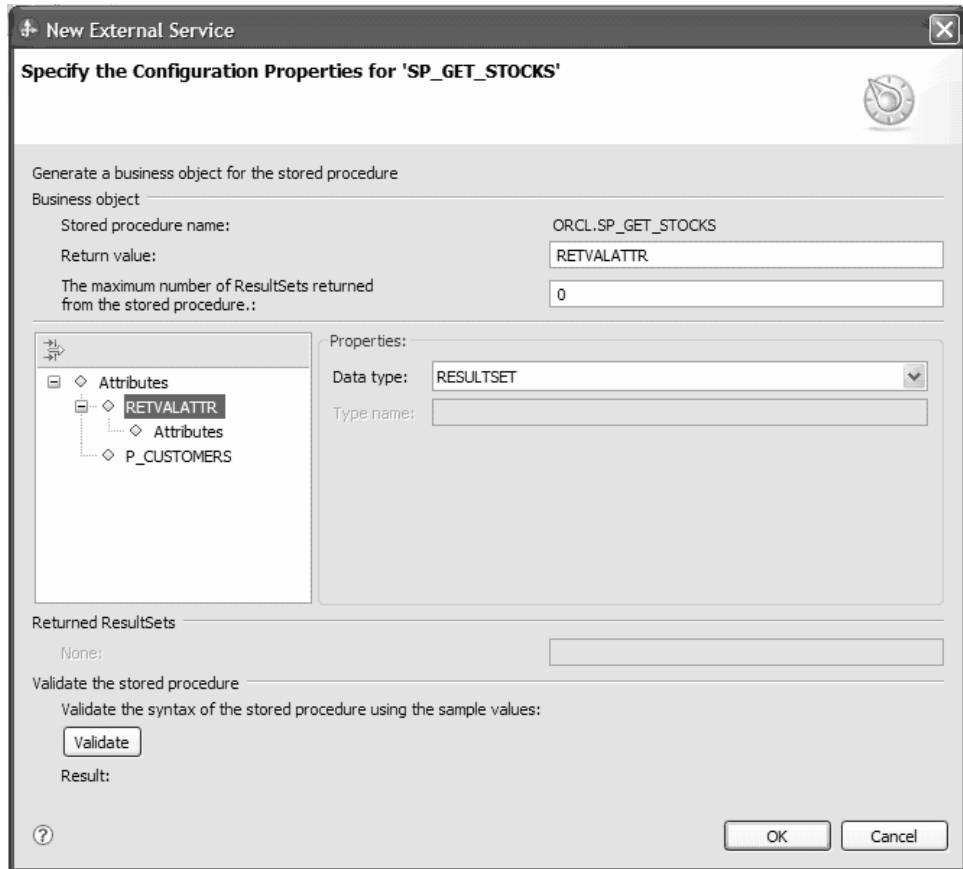 New External Service
Specify the Configuration Properties for 'SP_GET_STOCKS'
Generate a business object for the stored procedure
Business object
Stored procedure name: ORCL.SP_GET_STOCKS
Return value: RETVALATTR
The maximum number of ResultSets returned
from the stored procedure.: 0
Properties:
Attributes
RETVALATTR
Attributes
P_CUSTOMERS
Data type: RESULTSET
Type name:
Returned ResultSets
None:
Validate the stored procedure
Validate the syntax of the stored procedure using the sample values:
Validate
Result:
? OK Cancel